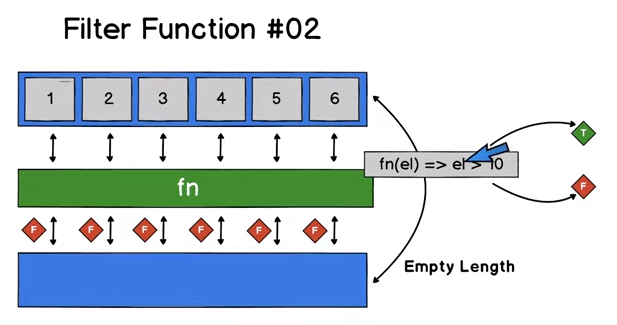 Filter Function #02
1 2 3 4 5 6
T
fn(el) => el > 10
fn
F
F F F F F F
Empty Length